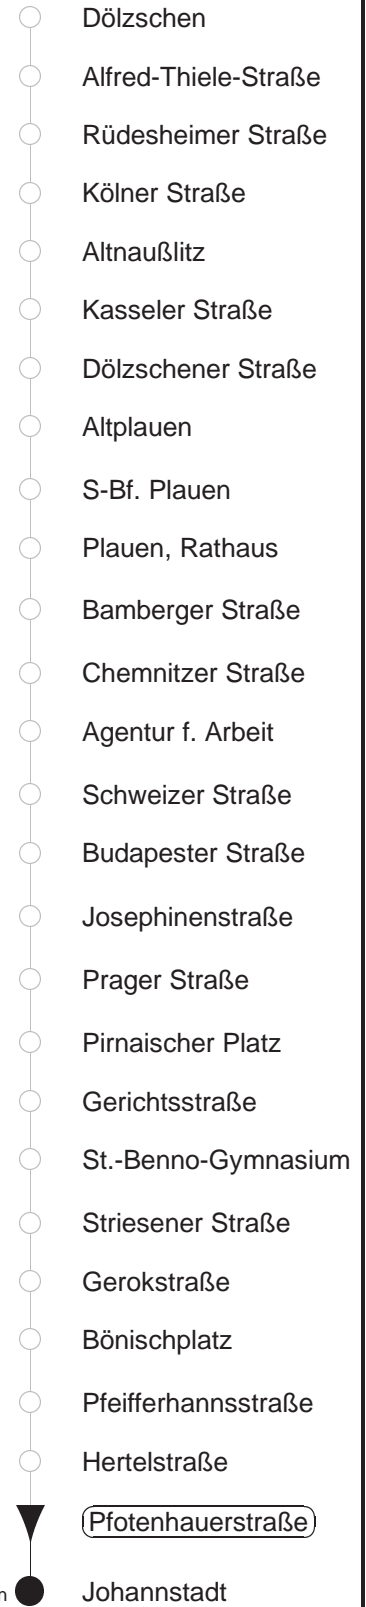 Dölzschen
Alfred-Thiele-Straße
Rüdesheimer Straße
Kölner Straße
Altnaußlitz
Kasseler Straße
Dölzschener Straße
Altplauen
S-Bf. Plauen
Plauen, Rathaus
Bamberger Straße
Chemnitzer Straße
Agentur f. Arbeit
Schweizer Straße
Budapester Straße
Josephinenstraße
Prager Straße
Pirnaischer Platz
Gerichtsstraße
St.-Benno-Gymnasium
Striesener Straße
Gerokstraße
Bönischplatz
Pfeifferhannsstraße
Hertelstraße
Pfotenhauerstraße
Johannstadt